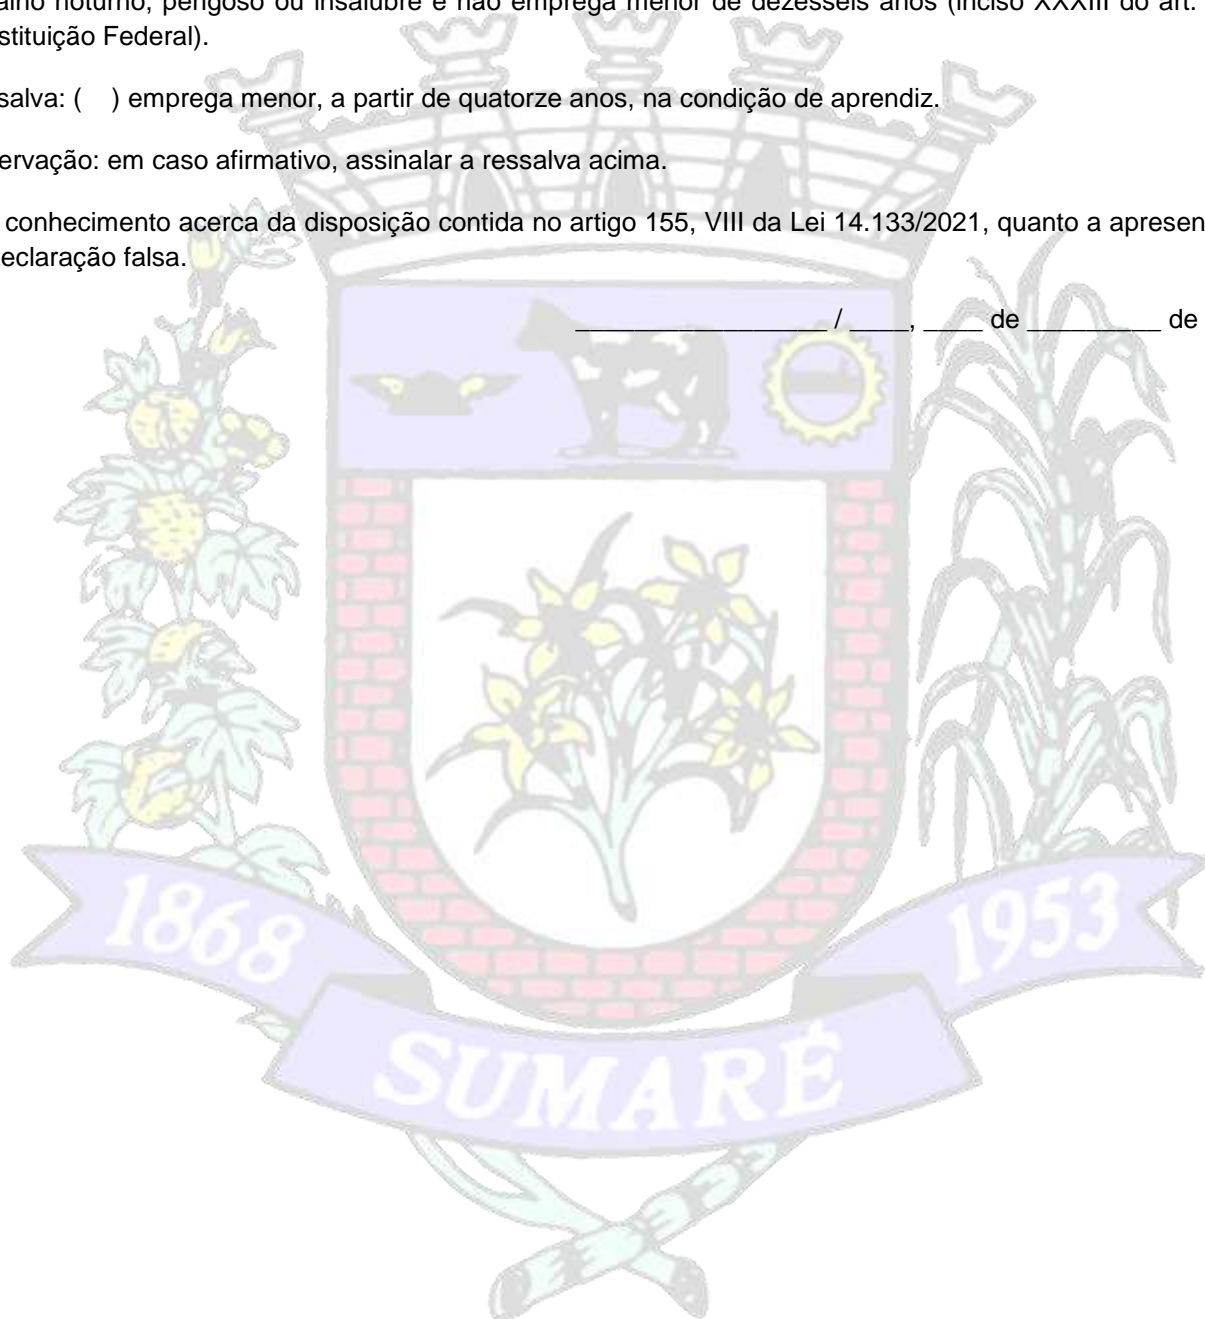 alho noturno, perigoso ou insalubre e não emprega menor de dezesseis anos (inciso XXXIII do art.
stituição Federal).
salva: ( ) emprega menor, a partir de quatorze anos, na condição de aprendiz.
ervação: em caso afirmativo, assinalar a ressalva acima.
conhecimento acerca da disposição contida no artigo 155, VIII da Lei 14.133/2021, quanto a apresen
eclaração falsa.
___________________ / ____, ____ de __________ de
1868
1953
SUMARÉ